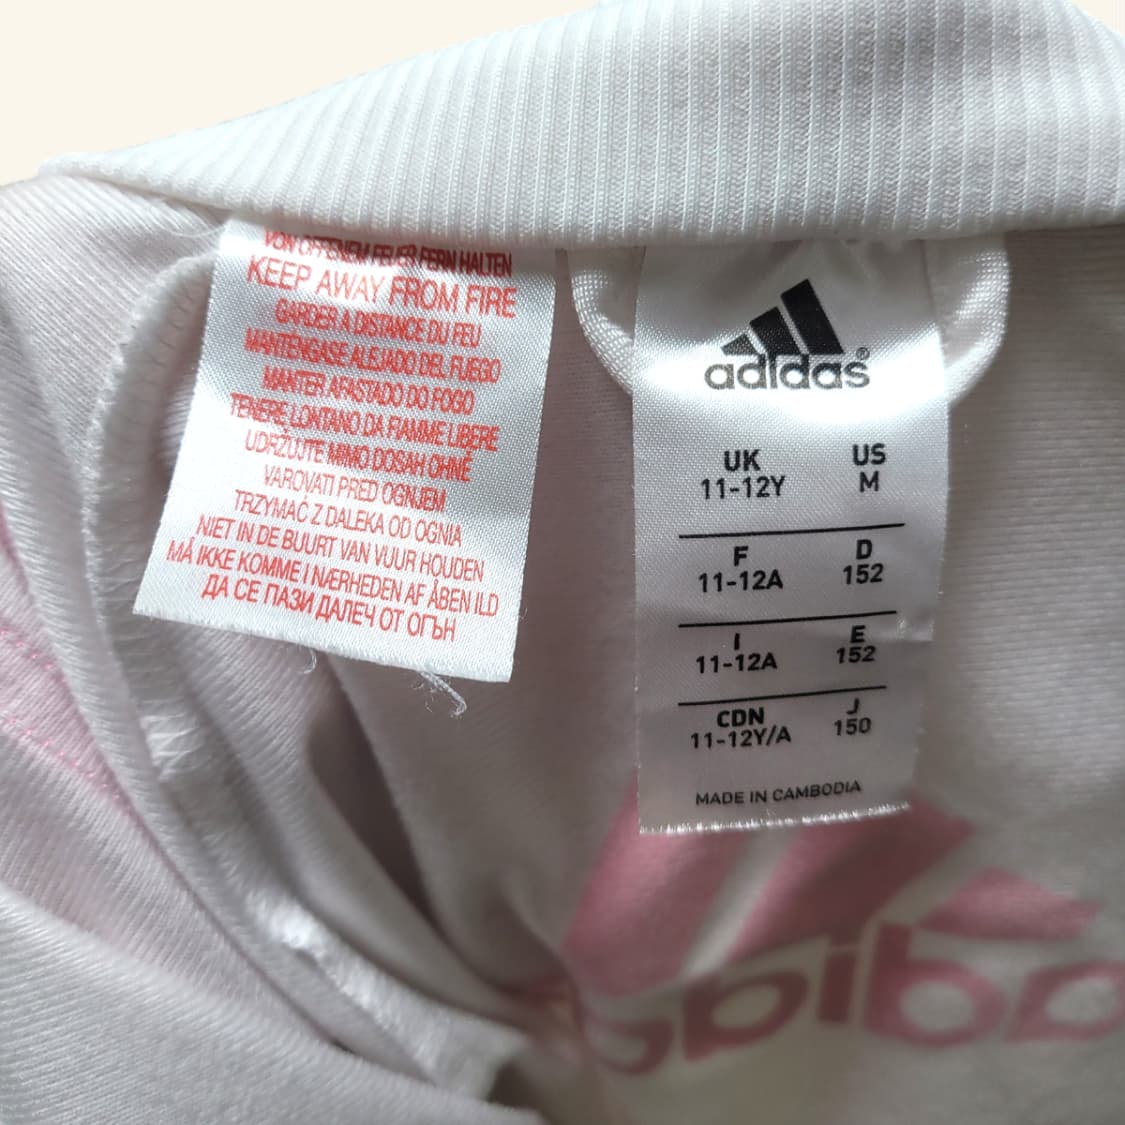 VON OFFENEM FEUER FERN HALTEN
KEEP AWAY FROM FIRE
GARDER A DISTANCE DU FEU
MANTÉNGASE ALEJADO DEL FUEGO
MANTER AFASTADO DO FOGO
TENERE LONTANO DA FIAMME LIBERE
UDRŽUJTE MIMO DOSAH OHNĚ
VAROVATI PRED OGNJEM
TRZYMAĆ Z DALEKA OD OGNIA
NIET IN DE BUURT VAN VUUR HOUDEN
MÅ IKKE KOMME I NÆRHEDEN AF ÅBEN ILD
ДА СЕ ПАЗИ ДАЛЕЧ ОТ ОГЪН
adidas®
UK US
11-12Y M
F D
11-12A 152
I E
11-12A 152
CDN J
11-12Y/A 150
MADE IN CAMBODIA
adidas